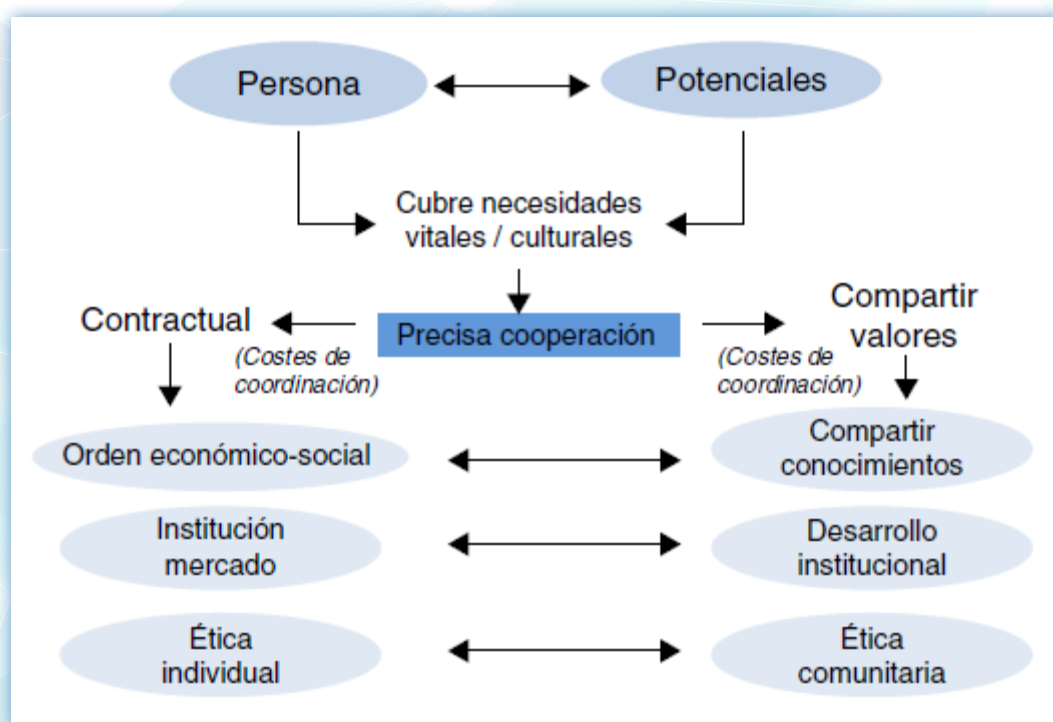 Persona
Potenciales
Cubre necesidades
vitales / culturales
Contractual
Precisa cooperación
Compartir
valores
(Costes de
coordinación)
(Costes de
coordinación)
Orden económico-social
Compartir
conocimientos
Institución
mercado
Desarrollo
institucional
Ética
individual
Ética
comunitaria